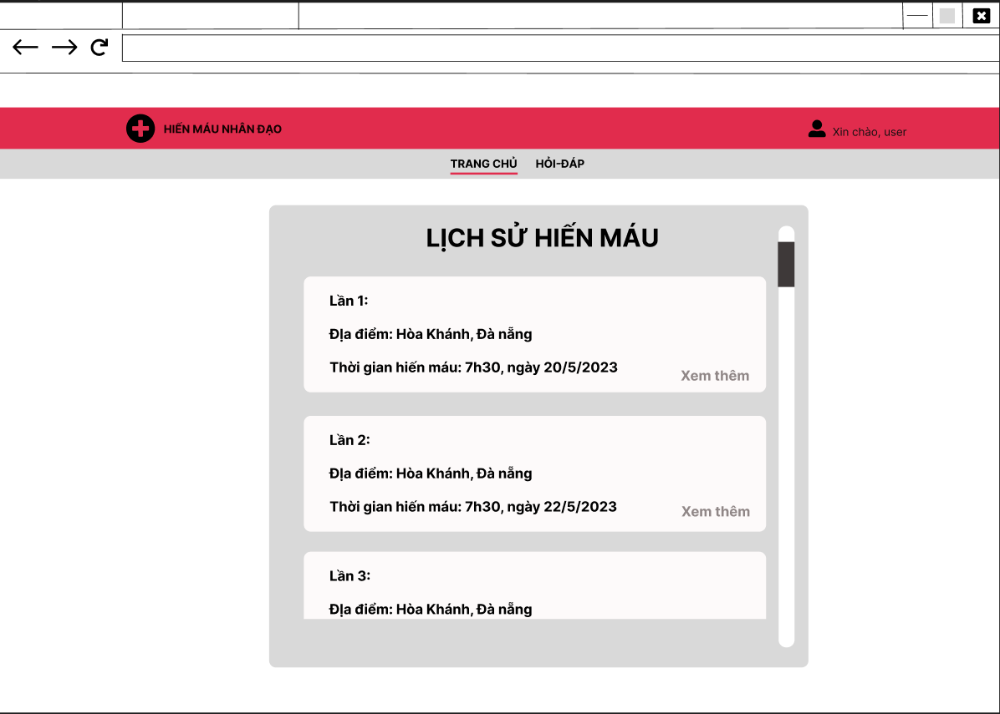 HIẾN MÁU NHÂN ĐẠO
Xin chào, user
TRANG CHỦ HỎI-ĐÁP
LỊCH SỬ HIẾN MÁU
Lần 1:
Địa điểm: Hòa Khánh, Đà nẵng
Thời gian hiến máu: 7h30, ngày 20/5/2023
Xem thêm
Lần 2:
Địa điểm: Hòa Khánh, Đà nẵng
Thời gian hiến máu: 7h30, ngày 22/5/2023
Xem thêm
Lần 3:
Địa điểm: Hòa Khánh, Đà nẵng